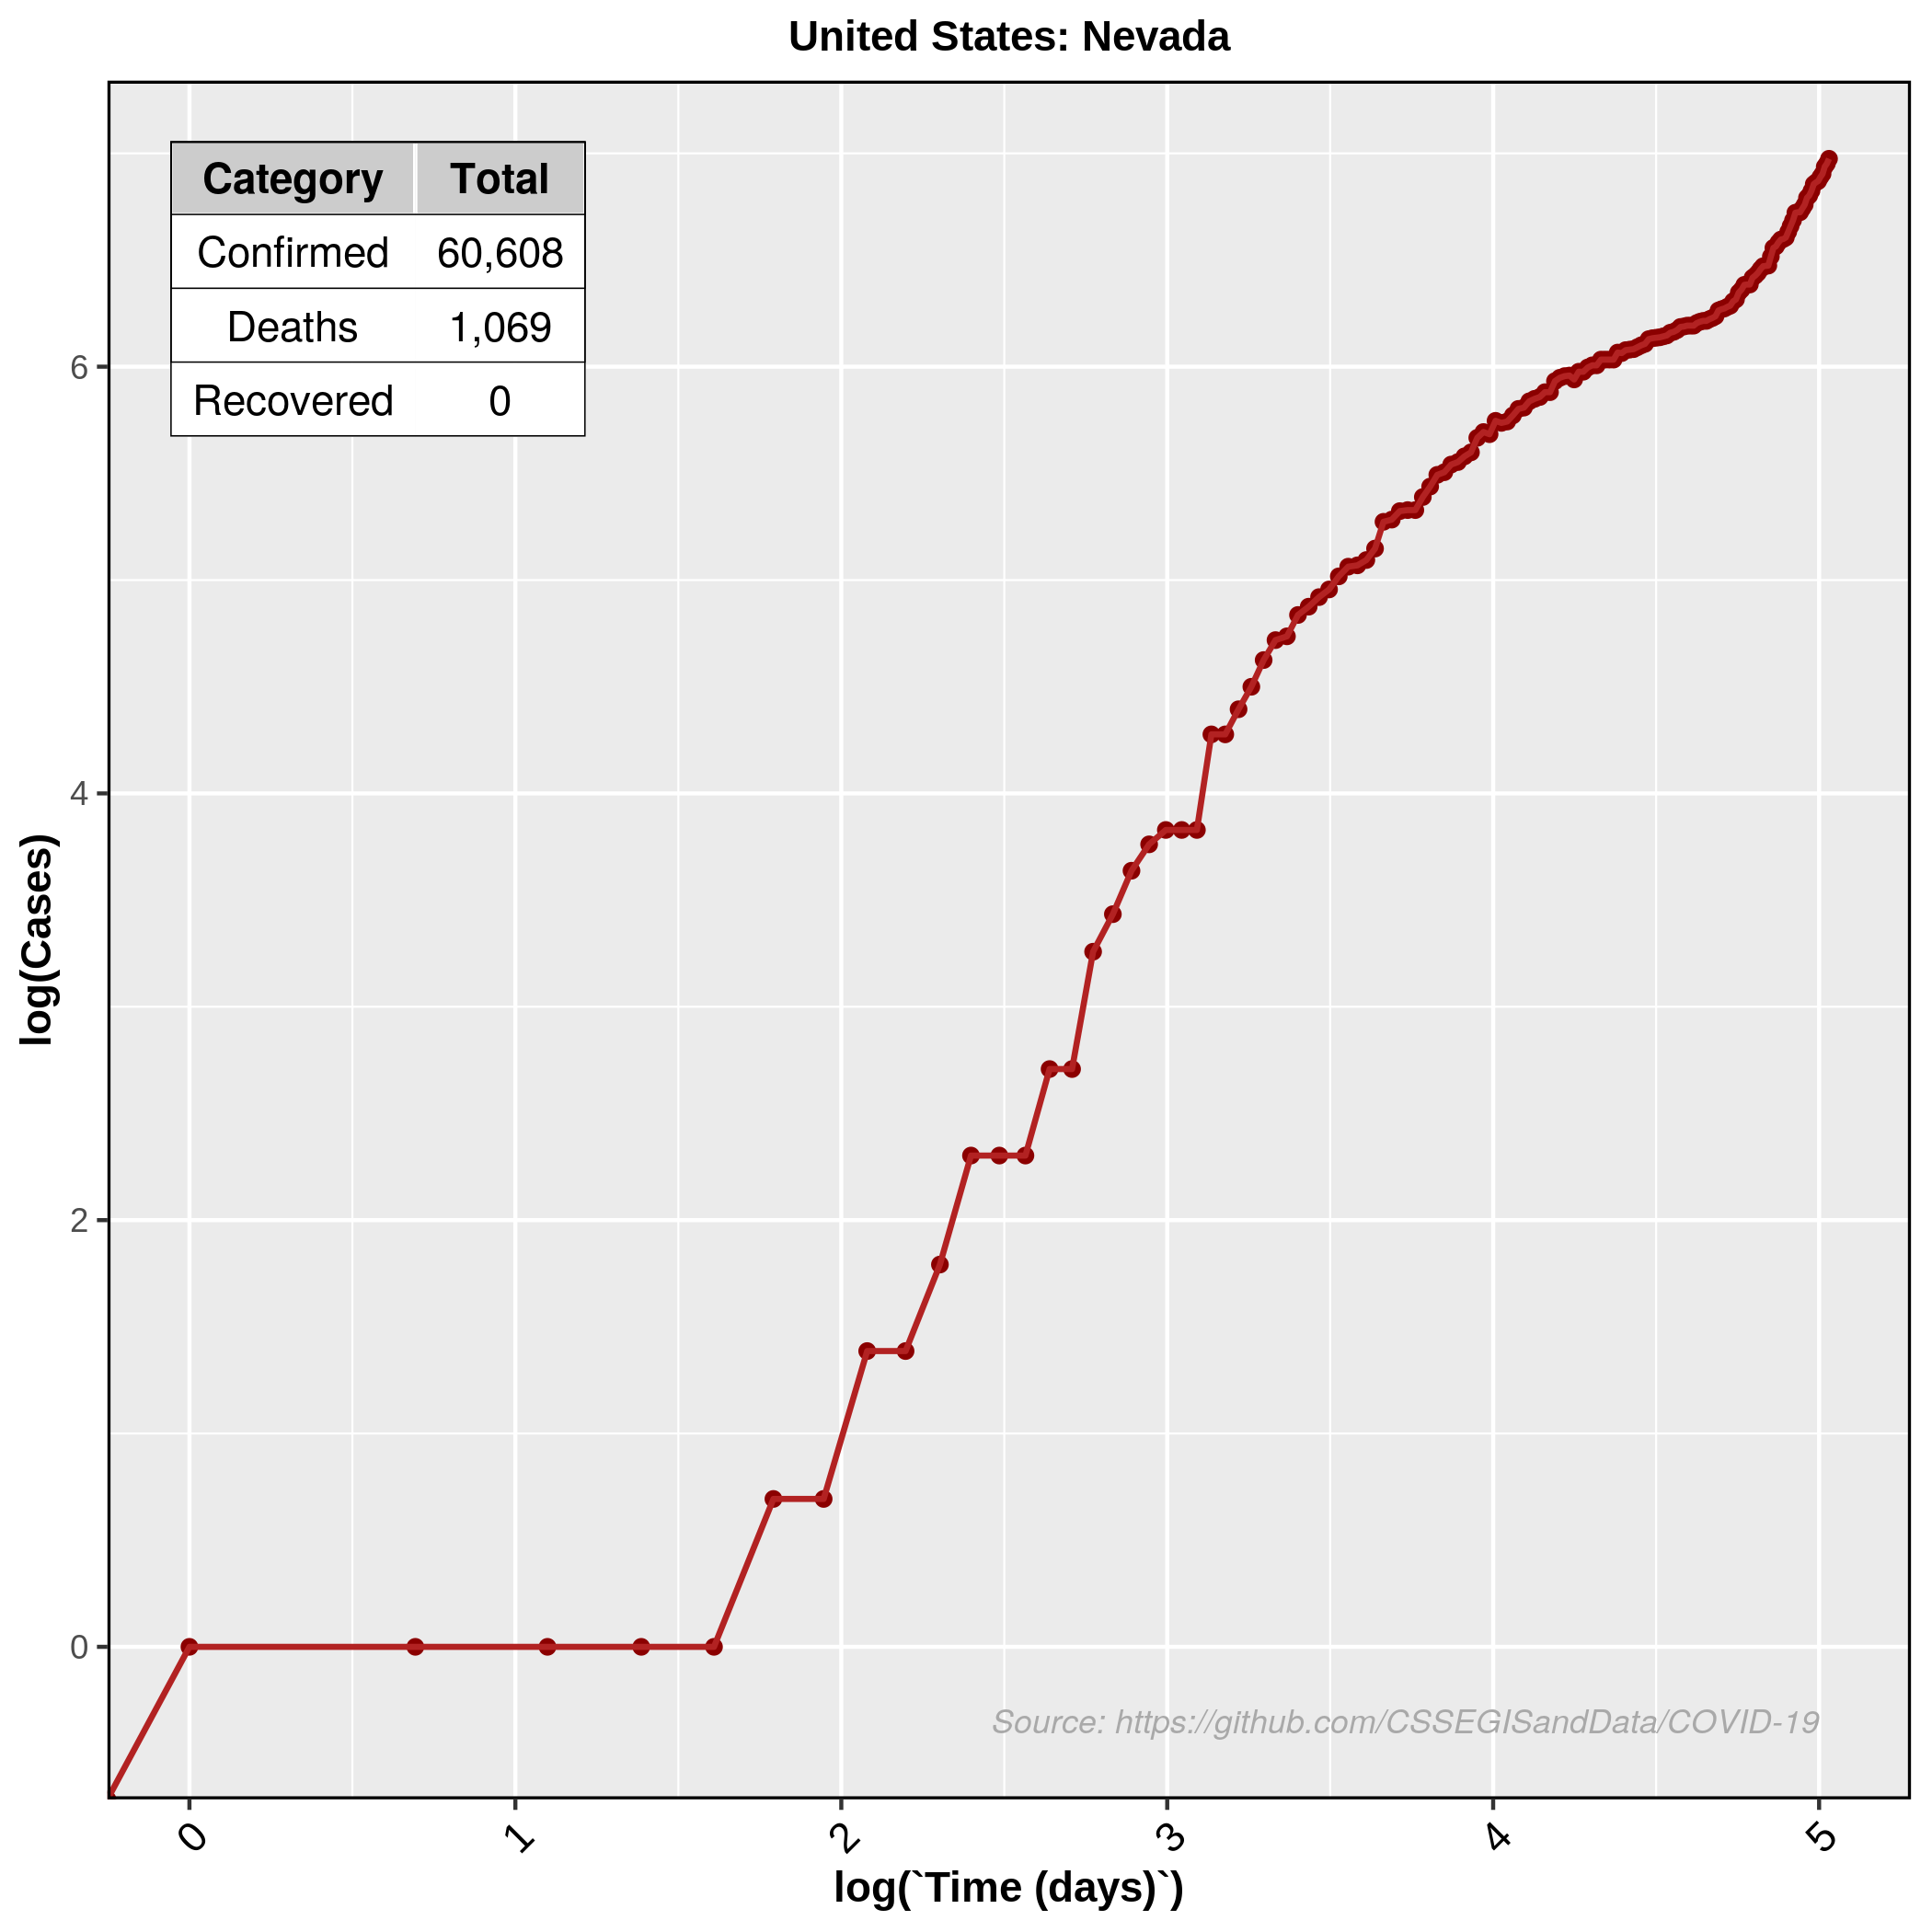 United States: Nevada
Category Total
Confirmed 60,608
Deaths 1,069
Recovered 0
6
4
2
0
log(Cases)
Source: https://github.com/CSSEGISandData/COVID-19
0 1 2 3 4 5
log(`Time (days)`)